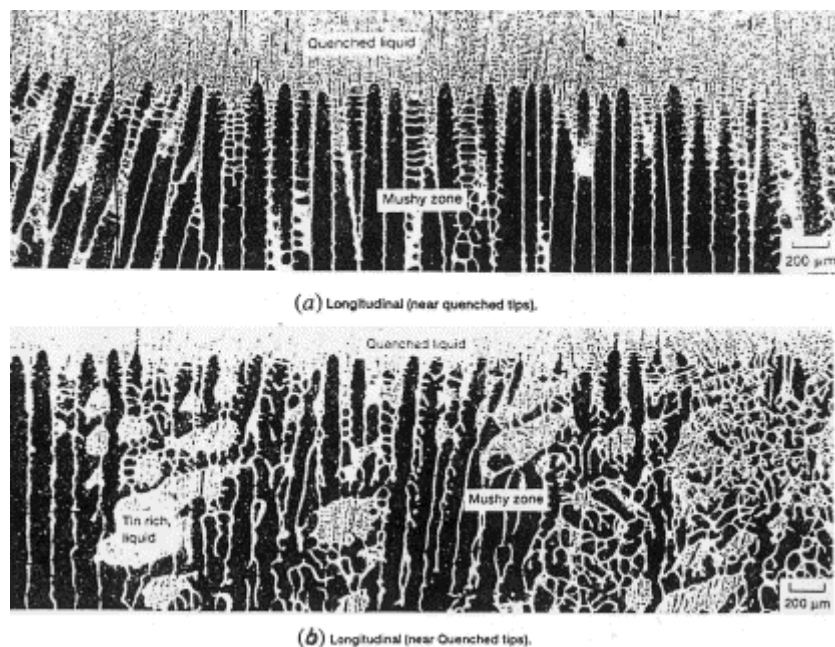 Quenched liquid
Mushy zone
200 μm
(a) Longitudinal (near quenched tips).
Quenched liquid
Mushy zone
Tin rich,
liquid
200 μm
(b) Longitudinal (near Quenched tips).